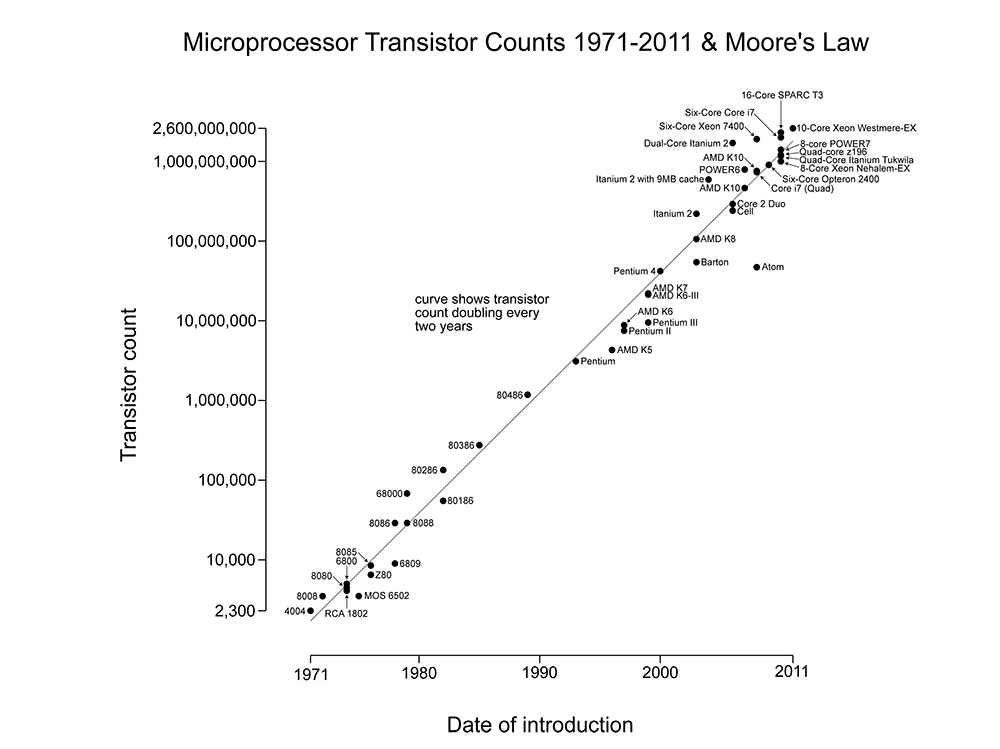 Microprocessor Transistor Counts 1971-2011 & Moore's Law
16-Core SPARC T3
Six-Core Core i7
Six-Core Xeon 7400
10-Core Xeon Westmere-EX
Dual-Core Itanium 2
8-core POWER7
Quad-core z196
Quad-Core Itanium Tukwila
8-Core Xeon Nehalem-EX
AMD K10
POWER6
Itanium 2 with 9MB cache
Six-Core Opteron 2400
AMD K10
Core i7 (Quad)
Core 2 Duo
Cell
Itanium 2
AMD K8
Barton
Atom
Pentium 4
AMD K7
AMD K6-III
curve shows transistor
count doubling every
two years
AMD K6
Pentium III
Pentium II
AMD K5
Pentium
80486
80386
80286
80186
68000
8086
8088
8085
6800
6809
8080
Z80
8008
MOS 6502
4004
RCA 1802
2,600,000,000
1,000,000,000
100,000,000
10,000,000
1,000,000
100,000
10,000
2,300
Transistor count
1971
1980
1990
2000
2011
Date of introduction